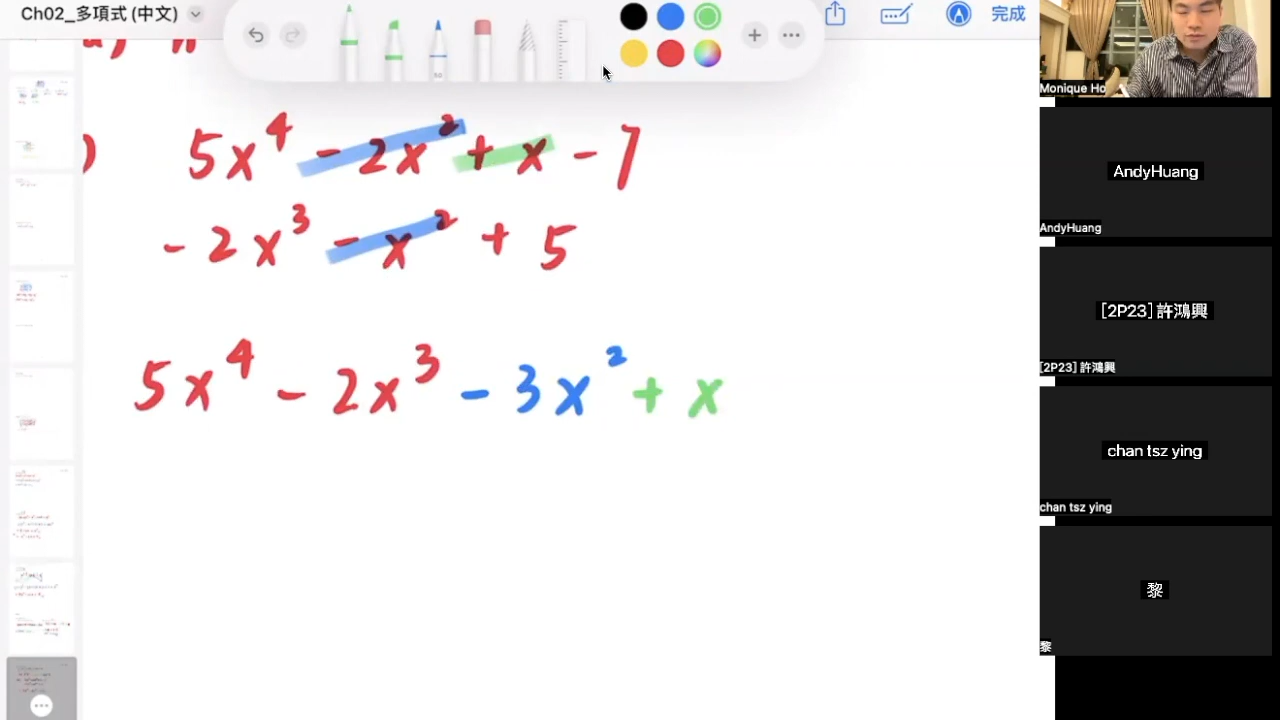 Ch02_多項式 (中文)
完成
) 5x⁴ - 2x² + x - 7
- 2x³ - x² + 5
5x⁴ - 2x³ - 3x² + x
Monique Ho
AndyHuang
AndyHuang
[2P23] 許鴻興
[2P23] 許鴻興
chan tsz ying
chan tsz ying
黎
黎